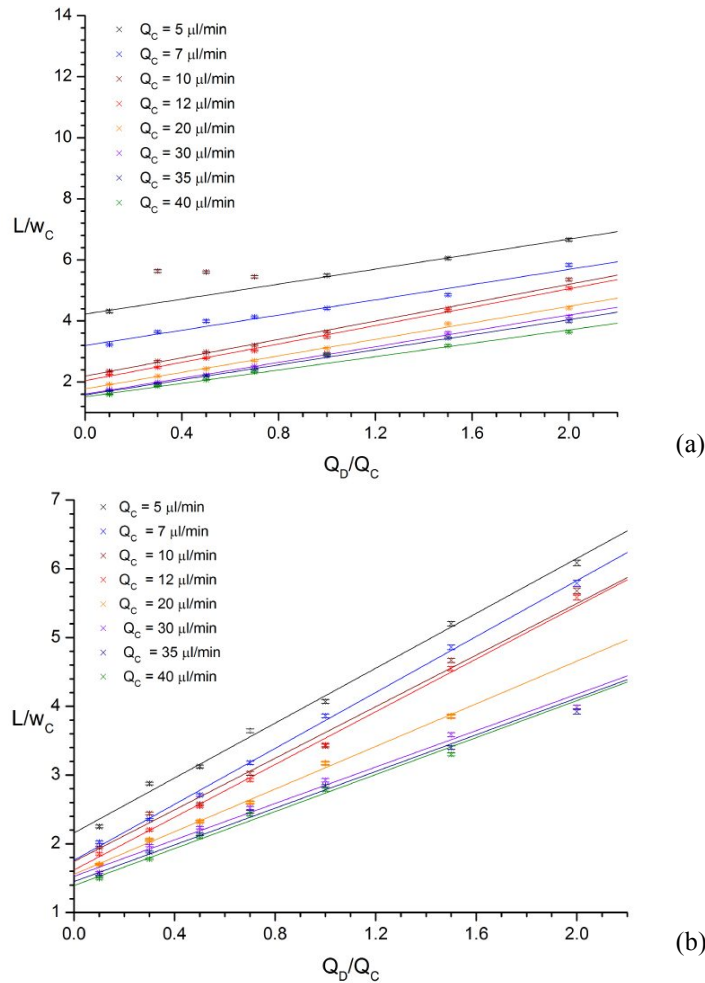 14
12
10
8
6
4
2
L/w_C
Q_C = 5 μl/min
Q_C = 7 μl/min
Q_C = 10 μl/min
Q_C = 12 μl/min
Q_C = 20 μl/min
Q_C = 30 μl/min
Q_C = 35 μl/min
Q_C = 40 μl/min
0.0 0.4 0.8 1.2 1.6 2.0
Q_D/Q_C
(a)
7
6
5
4
3
2
1
L/w_C
Q_C = 5 μl/min
Q_C = 7 μl/min
Q_C = 10 μl/min
Q_C = 12 μl/min
Q_C = 20 μl/min
Q_C = 30 μl/min
Q_C = 35 μl/min
Q_C = 40 μl/min
0.0 0.4 0.8 1.2 1.6 2.0
Q_D/Q_C
(b)